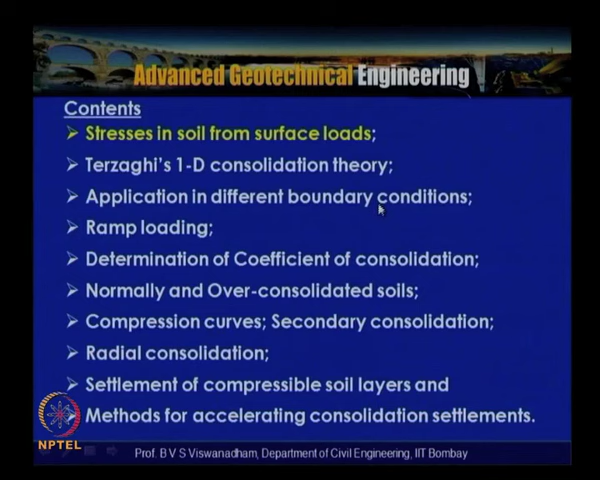 Advanced Geotechnical Engineering
Contents
Stresses in soil from surface loads;
Terzaghi's 1-D consolidation theory;
Application in different boundary conditions;
Ramp loading;
Determination of Coefficient of consolidation;
Normally and Over-consolidated soils;
Compression curves; Secondary consolidation;
Radial consolidation;
Settlement of compressible soil layers and
Methods for accelerating consolidation settlements.
NPTEL
Prof. B V S Viswanadham, Department of Civil Engineering, IIT Bombay